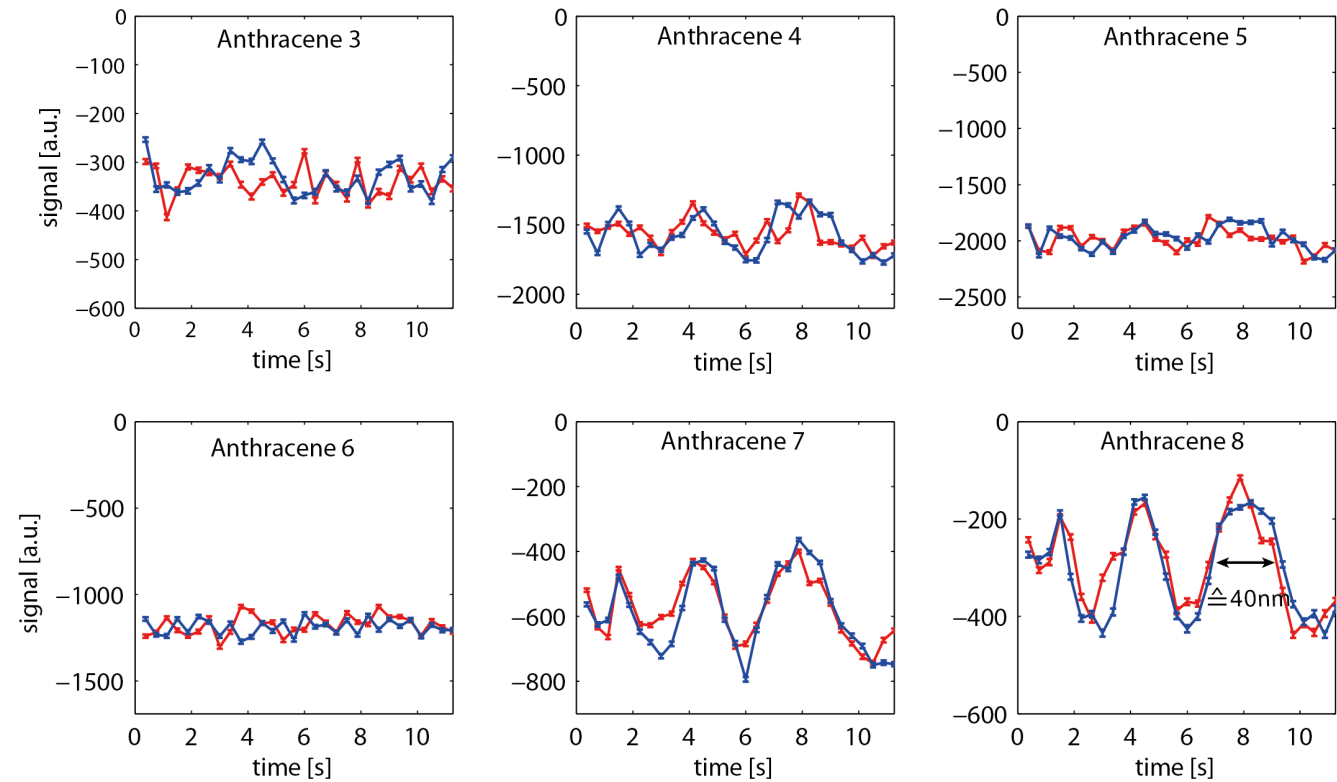 Anthracene 3
0
−100
−200
−300
−400
−500
−600
0 2 4 6 8 10
time [s]
signal [a.u.]
Anthracene 4
0
−500
−1000
−1500
−2000
0 2 4 6 8 10
time [s]
Anthracene 5
0
−500
−1000
−1500
−2000
−2500
0 2 4 6 8 10
time [s]
Anthracene 6
0
−500
−1000
−1500
0 2 4 6 8 10
time [s]
signal [a.u.]
Anthracene 7
0
−200
−400
−600
−800
0 2 4 6 8 10
time [s]
Anthracene 8
0
−200
−400
−600
≙40nm
0 2 4 6 8 10
time [s]